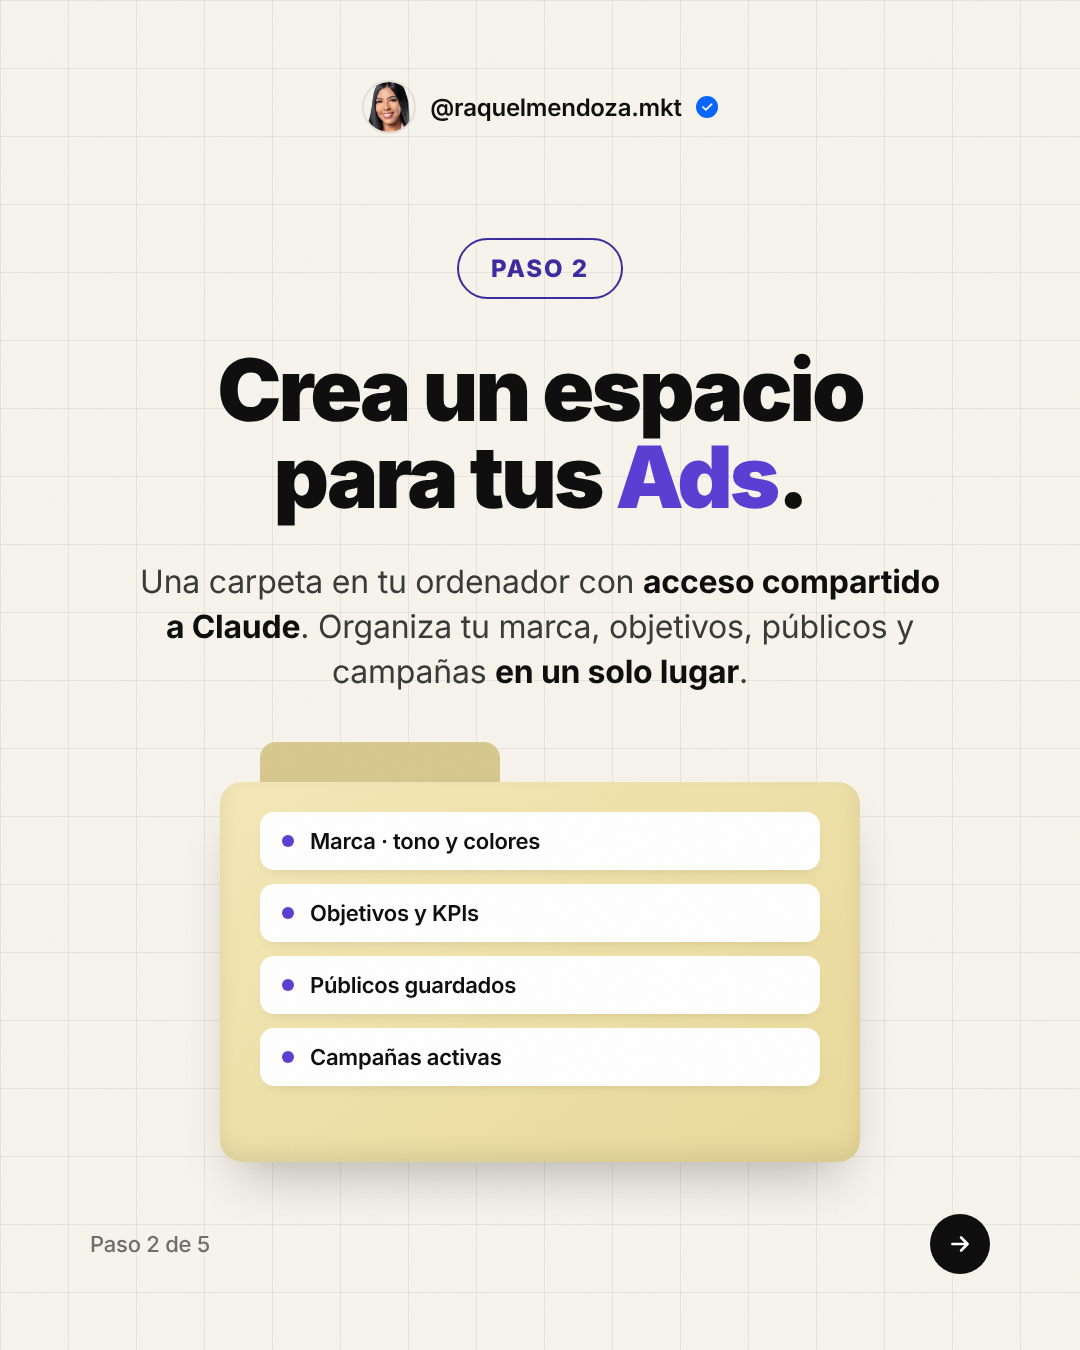 @raquelmendoza.mkt
PASO 2
Crea un espacio
para tus Ads.
Una carpeta en tu ordenador con acceso compartido
a Claude. Organiza tu marca, objetivos, públicos y
campañas en un solo lugar.
Marca · tono y colores
Objetivos y KPIs
Públicos guardados
Campañas activas
Paso 2 de 5